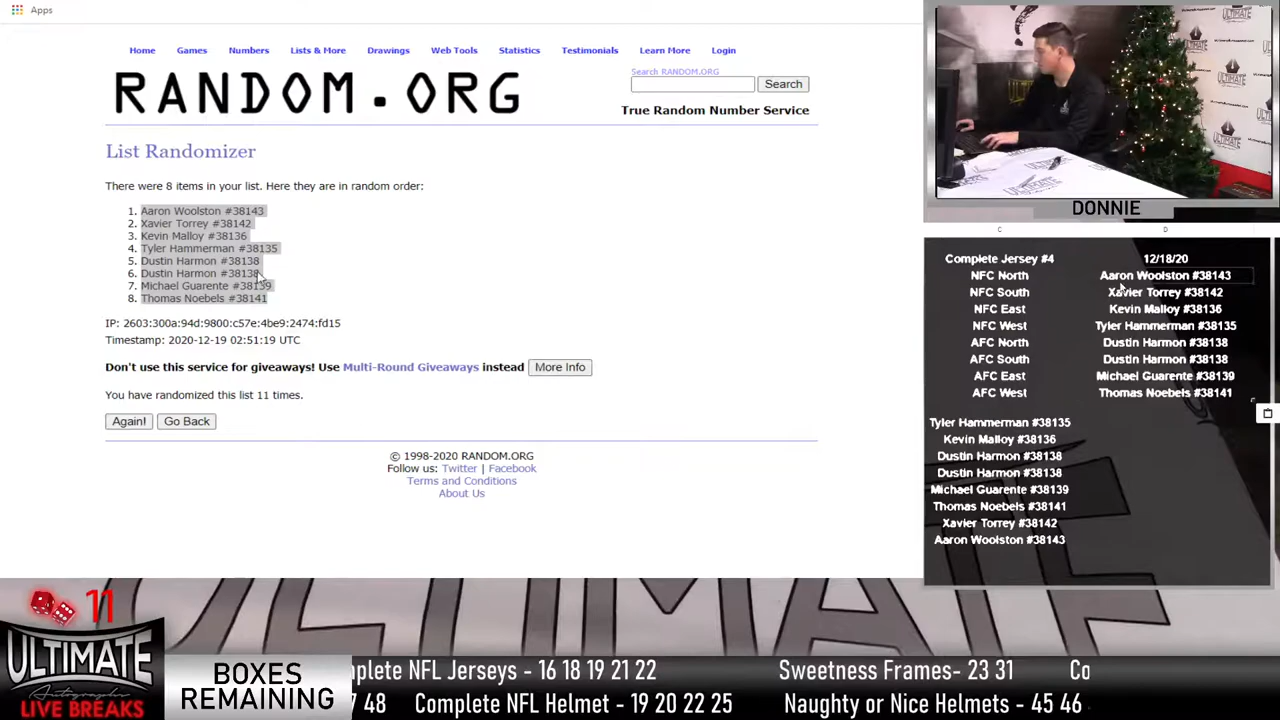 Apps
Home Games Numbers Lists & More Drawings Web Tools Statistics Testimonials Learn More Login
RANDOM.ORG
Search RANDOM.ORG
Search
True Random Number Service
List Randomizer
There were 8 items in your list. Here they are in random order:
1. Aaron Woolston #38143
2. Xavier Torrey #38142
3. Kevin Malloy #38136
4. Tyler Hammerman #38135
5. Dustin Harmon #38138
6. Dustin Harmon #38138
7. Michael Guarente #38139
8. Thomas Noebels #38141
IP: 2603:300a:94d:9800:c57e:4be9:2474:fd15
Timestamp: 2020-12-19 02:51:19 UTC
Don't use this service for giveaways! Use Multi-Round Giveaways instead More Info
You have randomized this list 11 times.
Again! Go Back
© 1998-2020 RANDOM.ORG
Follow us: Twitter | Facebook
Terms and Conditions
About Us
ULTIMATE
DONNIE
C D
Complete Jersey #4 12/18/20
NFC North Aaron Woolston #38143
NFC South Xavier Torrey #38142
NFC East Kevin Malloy #38136
NFC West Tyler Hammerman #38135
AFC North Dustin Harmon #38138
AFC South Dustin Harmon #38138
AFC East Michael Guarente #38139
AFC West Thomas Noebels #38141
Tyler Hammerman #38135
Kevin Malloy #38136
Dustin Harmon #38138
Dustin Harmon #38138
Michael Guarente #38139
Thomas Noebels #38141
Xavier Torrey #38142
Aaron Woolston #38143
ULTIMATE
11
ULTIMATE
Autographs
LIVE BREAKS
BOXES
REMAINING
mplete NFL Jerseys - 16 18 19 21 22 Sweetness Frames- 23 31 Co
7 48 Complete NFL Helmet - 19 20 22 25 Naughty or Nice Helmets - 45 46